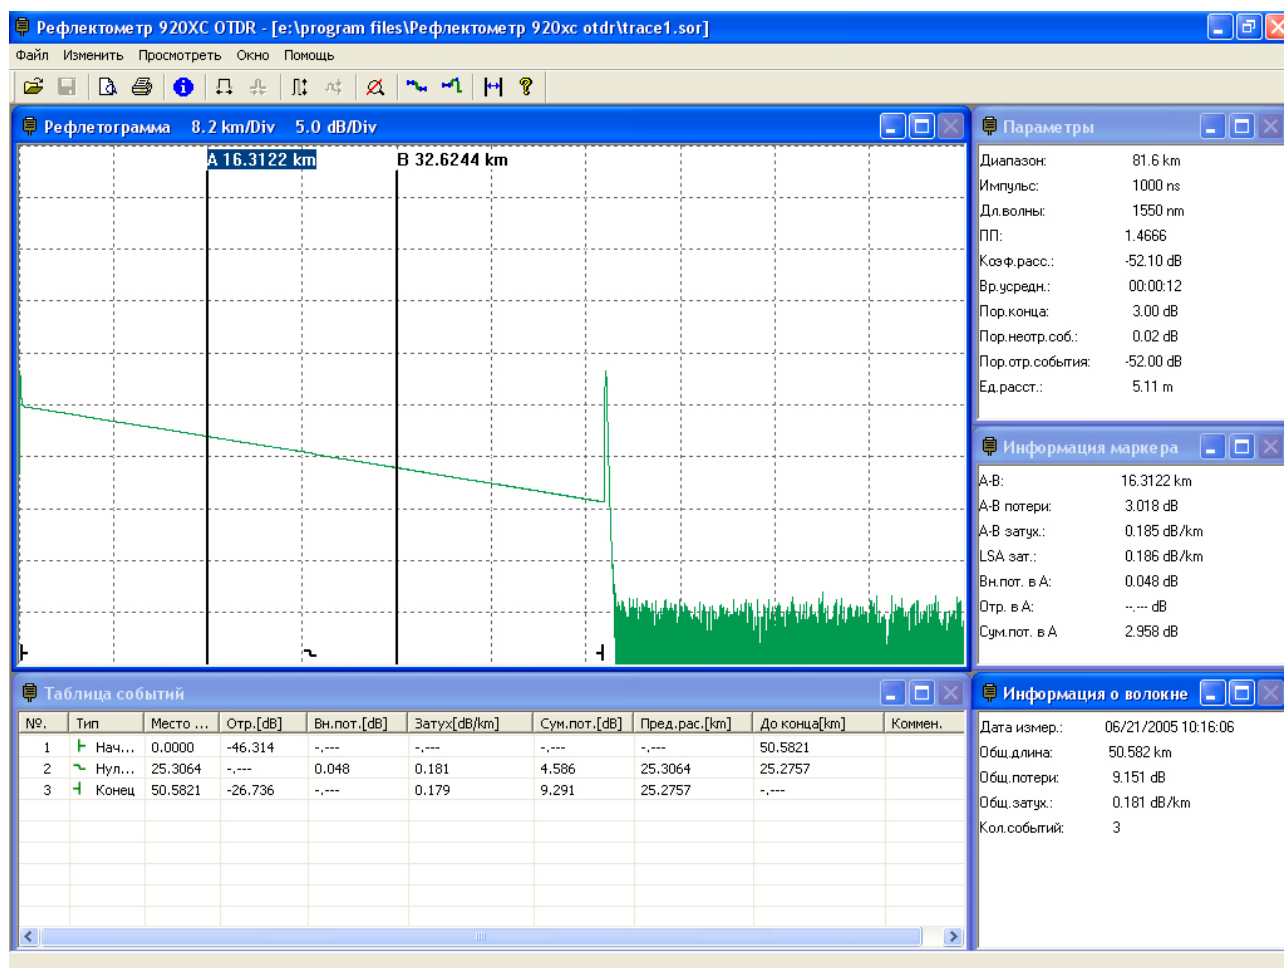 Рефлектометр 920XC OTDR - [e:\program files\Рефлектометр 920xc otdr\trace1.sor]
Файл Изменить Просмотреть Окно Помощь
Рефлетограмма 8.2 km/Div 5.0 dB/Div
A 16.3122 km B 32.6244 km
Параметры
Диапазон: 81.6 km
Импульс: 1000 ns
Дл.волны: 1550 nm
ПП: 1.4666
Коэф.расс.: -52.10 dB
Вр.усредн.: 00:00:12
Пор.конца: 3.00 dB
Пор.неотр.соб.: 0.02 dB
Пор.отр.события: -52.00 dB
Ед.расст.: 5.11 m
Информация маркера
A-B: 16.3122 km
A-B потери: 3.018 dB
A-B затух.: 0.185 dB/km
LSA зат.: 0.186 dB/km
Вн.пот. в A: 0.048 dB
Отр. в A: -.--- dB
Сум.пот. в A 2.958 dB
Таблица событий
№. Тип Место ... Отр.[dB] Вн.пот.[dB] Затух[dB/km] Сум.пот.[dB] Пред.рас.[km] До конца[km] Коммен.
1 Нач... 0.0000 -46.314 -.--- -.--- -.--- -.--- 50.5821
2 Нул... 25.3064 -.--- 0.048 0.181 4.586 25.3064 25.2757
3 Конец 50.5821 -26.736 -.--- 0.179 9.291 25.2757 -.---
Информация о волокне
Дата измер.: 06/21/2005 10:16:06
Общ.длина: 50.582 km
Общ.потери: 9.151 dB
Общ.затух.: 0.181 dB/km
Кол.событий: 3